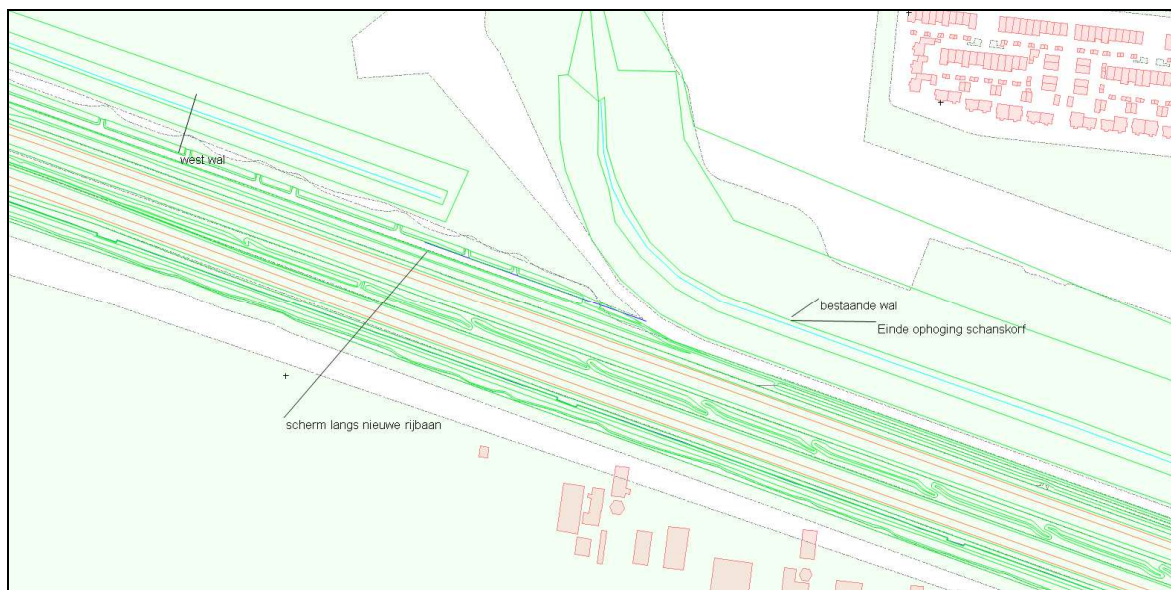 west wal
bestaande wal
Einde ophoging schanskorf
scherm langs nieuwe rijbaan